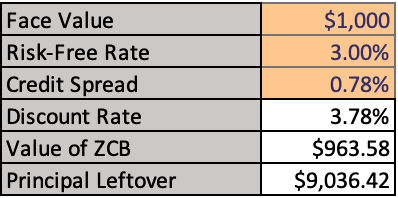 Face Value $1,000
Risk-Free Rate 3.00%
Credit Spread 0.78%
Discount Rate 3.78%
Value of ZCB $963.58
Principal Leftover $9,036.42